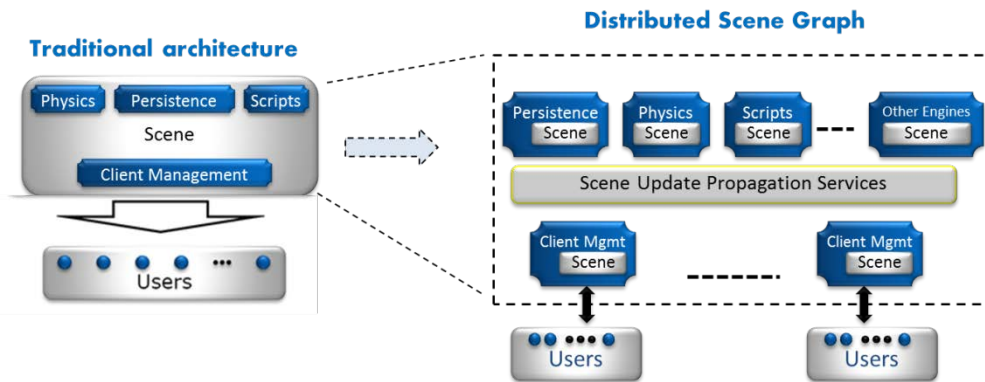 Traditional architecture
Physics Persistence Scripts
Scene
Client Management
Users
Distributed Scene Graph
Persistence Physics Scripts Other Engines
Scene Scene Scene Scene
Scene Update Propagation Services
Client Mgmt Client Mgmt
Scene Scene
Users Users